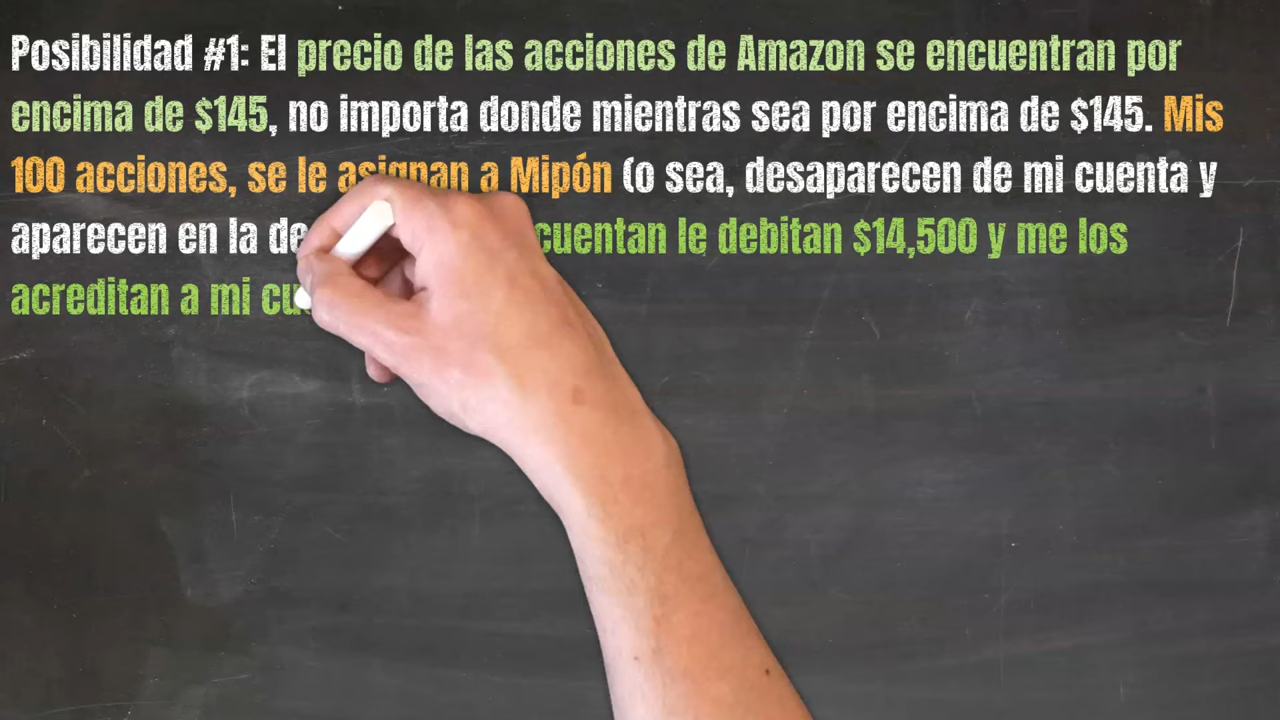 Posibilidad #1: El precio de las acciones de Amazon se encuentran por
encima de $145, no importa donde mientras sea por encima de $145. Mis
100 acciones, se le asignan a Mipón (o sea, desaparecen de mi cuenta y
aparecen en la cuentan le debitan $14,500 y me los
acreditan a mi